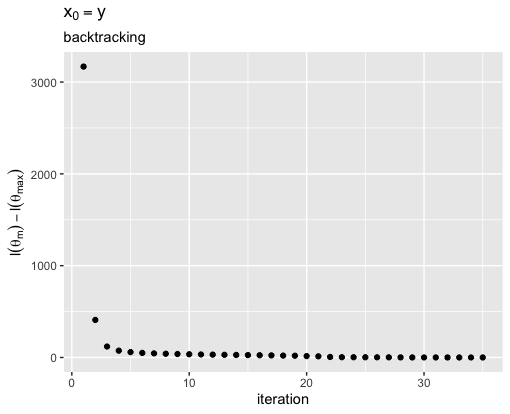 x₀ = y
backtracking
l(θₘ) − l(θₘₐₓ)
3000
2000
1000
0
0
10
20
30
iteration